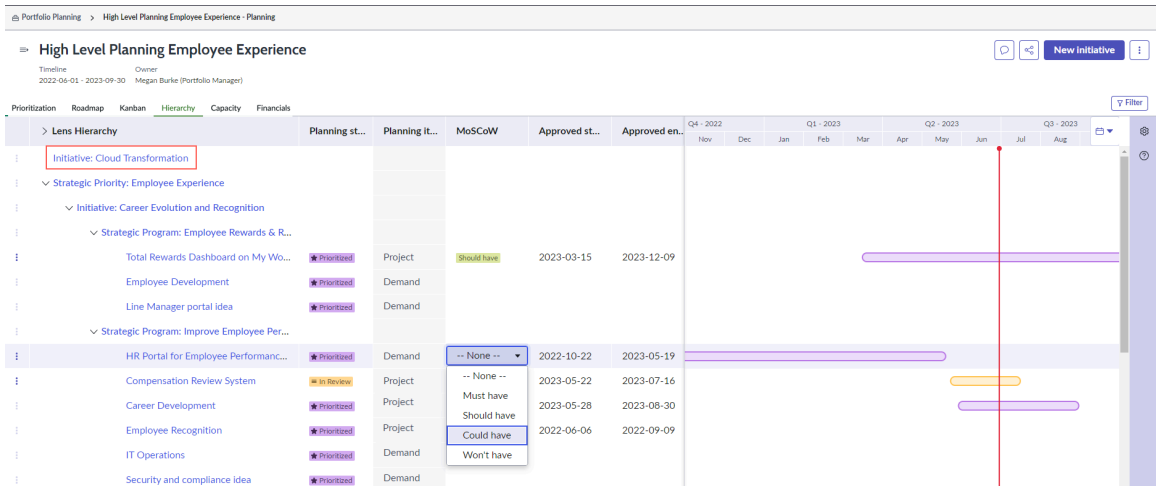 Portfolio Planning > High Level Planning Employee Experience - Planning
High Level Planning Employee Experience
New Initiative
Timeline Owner
2022-06-01 - 2023-09-30 Megan Burke (Portfolio Manager)
Prioritization Roadmap Kanban Hierarchy Capacity Financials
Filter
Lens Hierarchy Planning st... Planning it... MoSCoW Approved st... Approved en...
Q4 - 2022 Q1 - 2023 Q2 - 2023 Q3 - 2023
Nov Dec Jan Feb Mar Apr May Jun Jul Aug
Initiative: Cloud Transformation
Strategic Priority: Employee Experience
Initiative: Career Evolution and Recognition
Strategic Program: Employee Rewards & R...
Total Rewards Dashboard on My Wo... Prioritized Project Should have 2023-03-15 2023-12-09
Employee Development Prioritized Demand
Line Manager portal idea Prioritized Demand
Strategic Program: Improve Employee Per...
HR Portal for Employee Performanc... Prioritized Demand -- None -- 2022-10-22 2023-05-19
Compensation Review System In Review Project 2023-05-22 2023-07-16
Career Development Prioritized Project 2023-05-28 2023-08-30
Employee Recognition Prioritized Project 2022-06-06 2022-09-09
IT Operations Prioritized Demand
Security and compliance idea Prioritized Demand
-- None --
Must have
Should have
Could have
Won't have